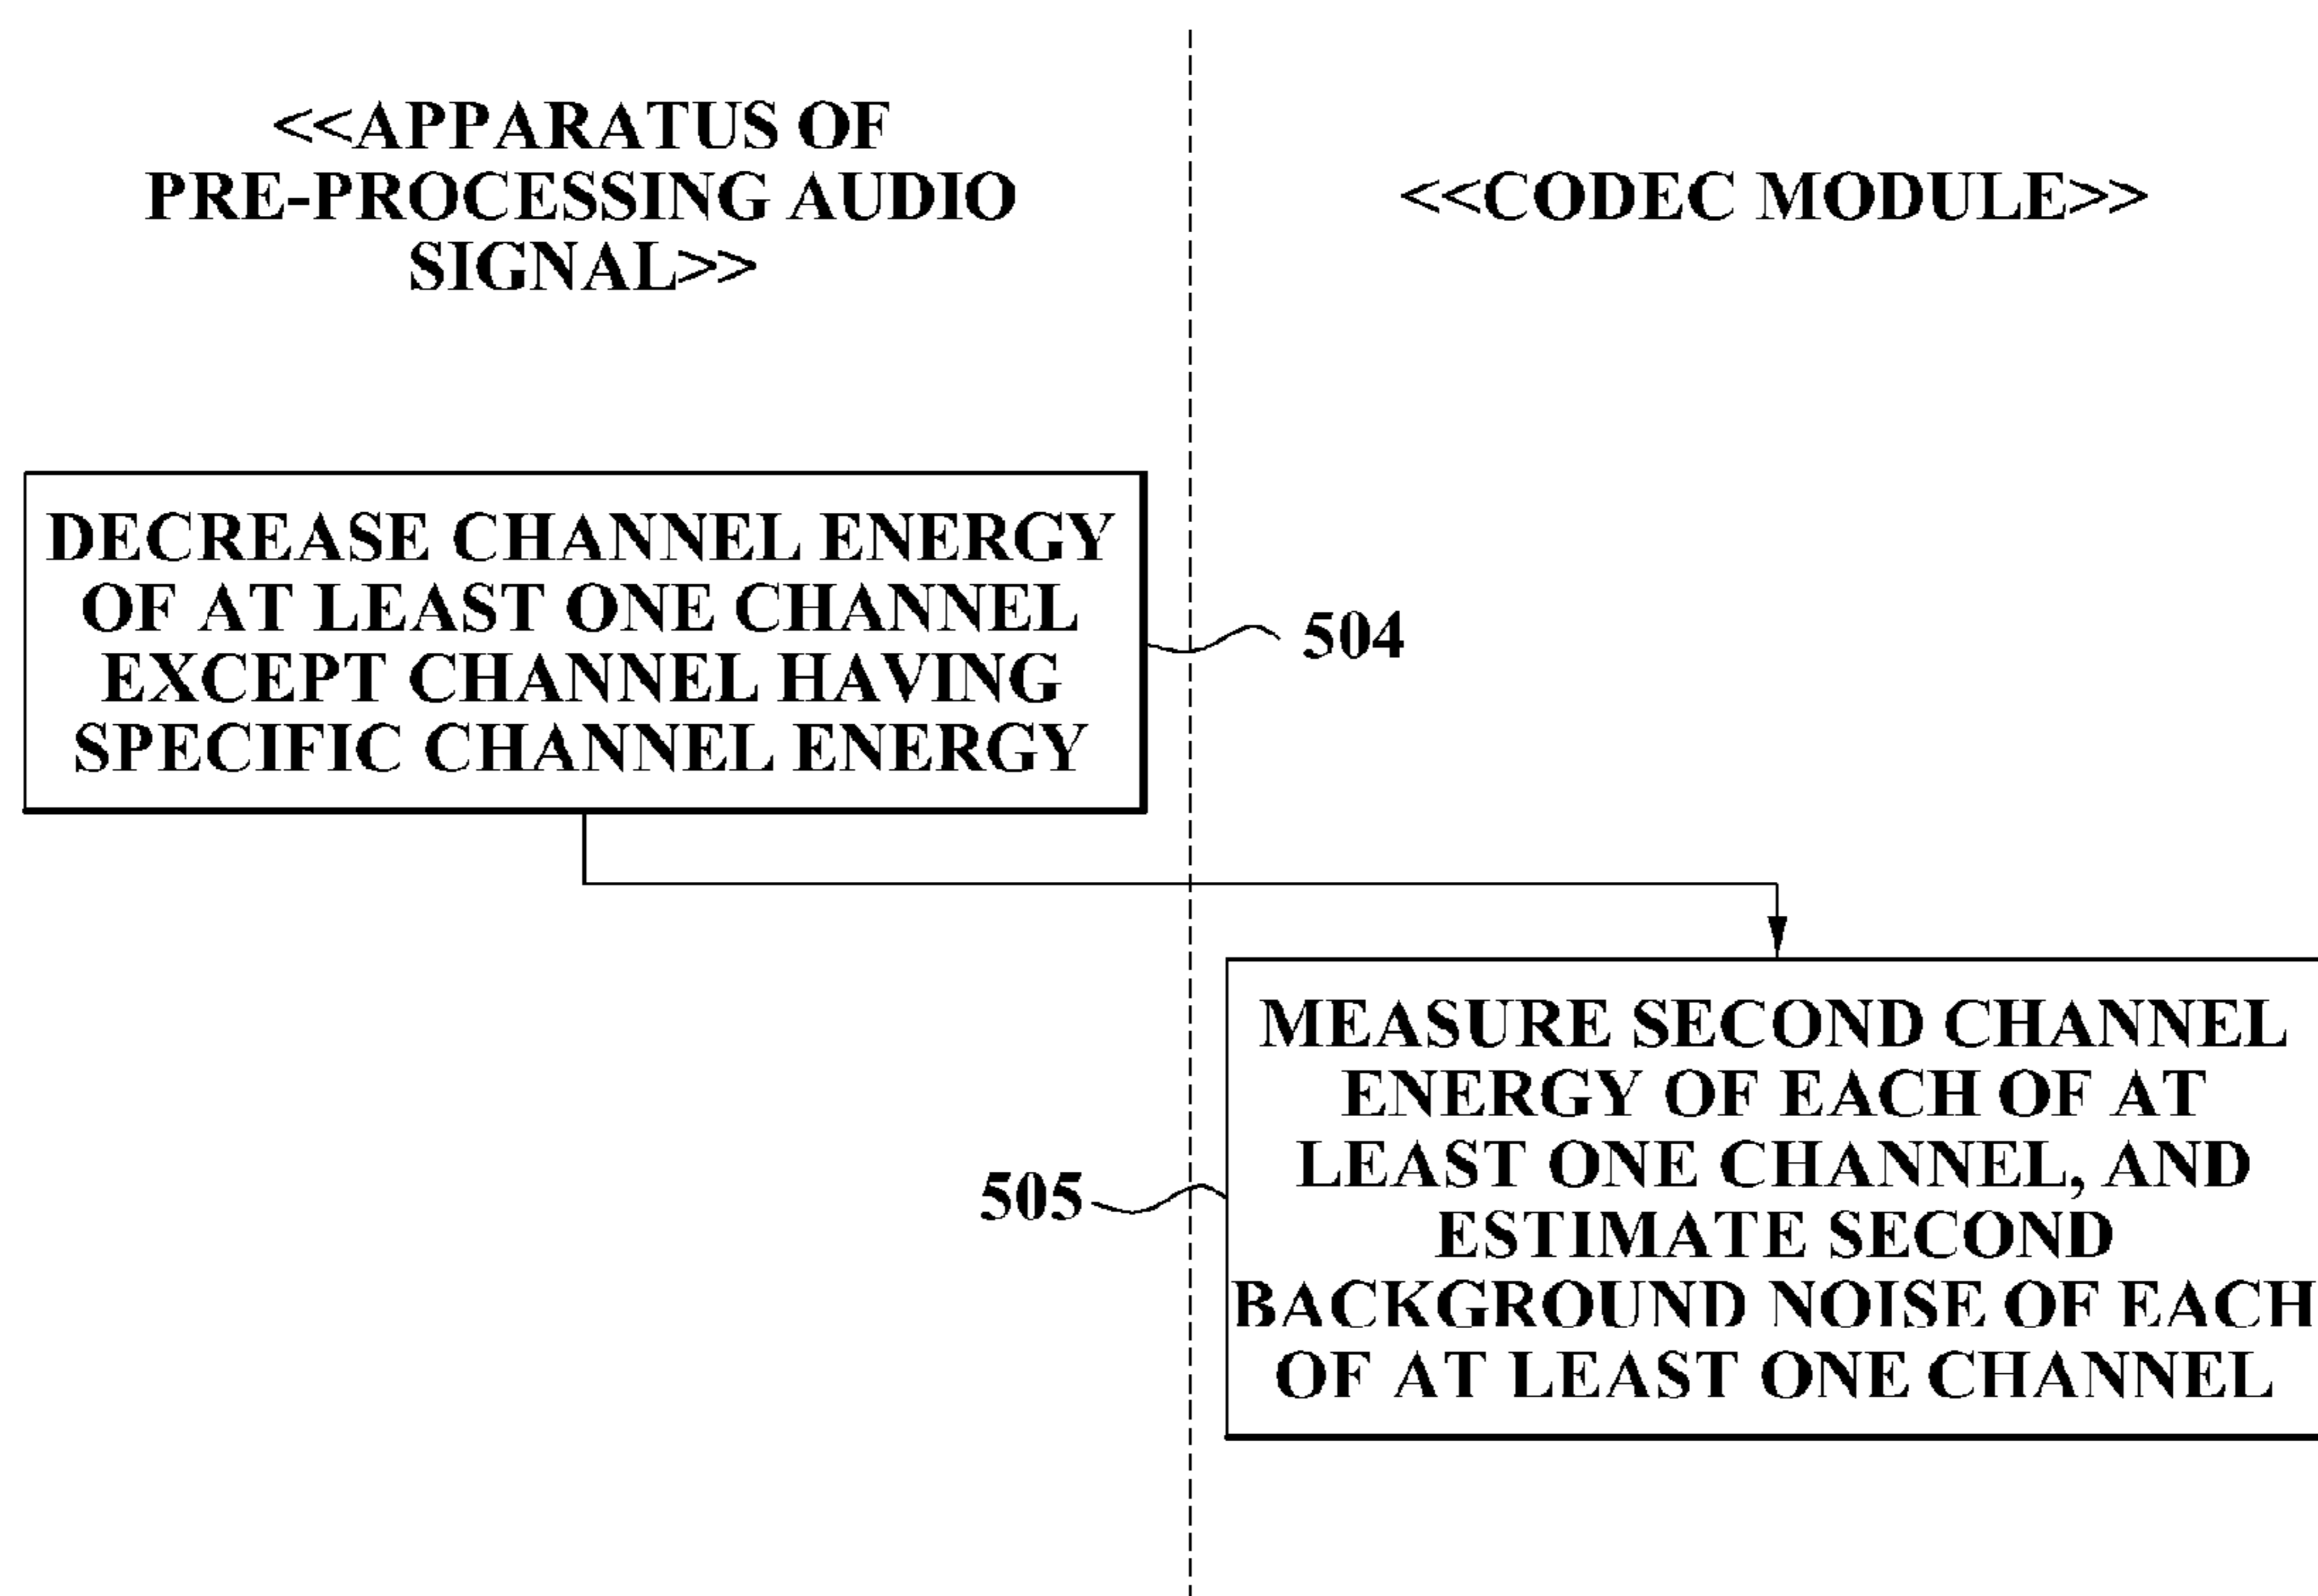 <<APPARATUS OF
PRE-PROCESSING AUDIO
SIGNAL>>
<<CODEC MODULE>>
DECREASE CHANNEL ENERGY
OF AT LEAST ONE CHANNEL
EXCEPT CHANNEL HAVING
SPECIFIC CHANNEL ENERGY
504
MEASURE SECOND CHANNEL
ENERGY OF EACH OF AT
LEAST ONE CHANNEL, AND
ESTIMATE SECOND
BACKGROUND NOISE OF EACH
OF AT LEAST ONE CHANNEL
505